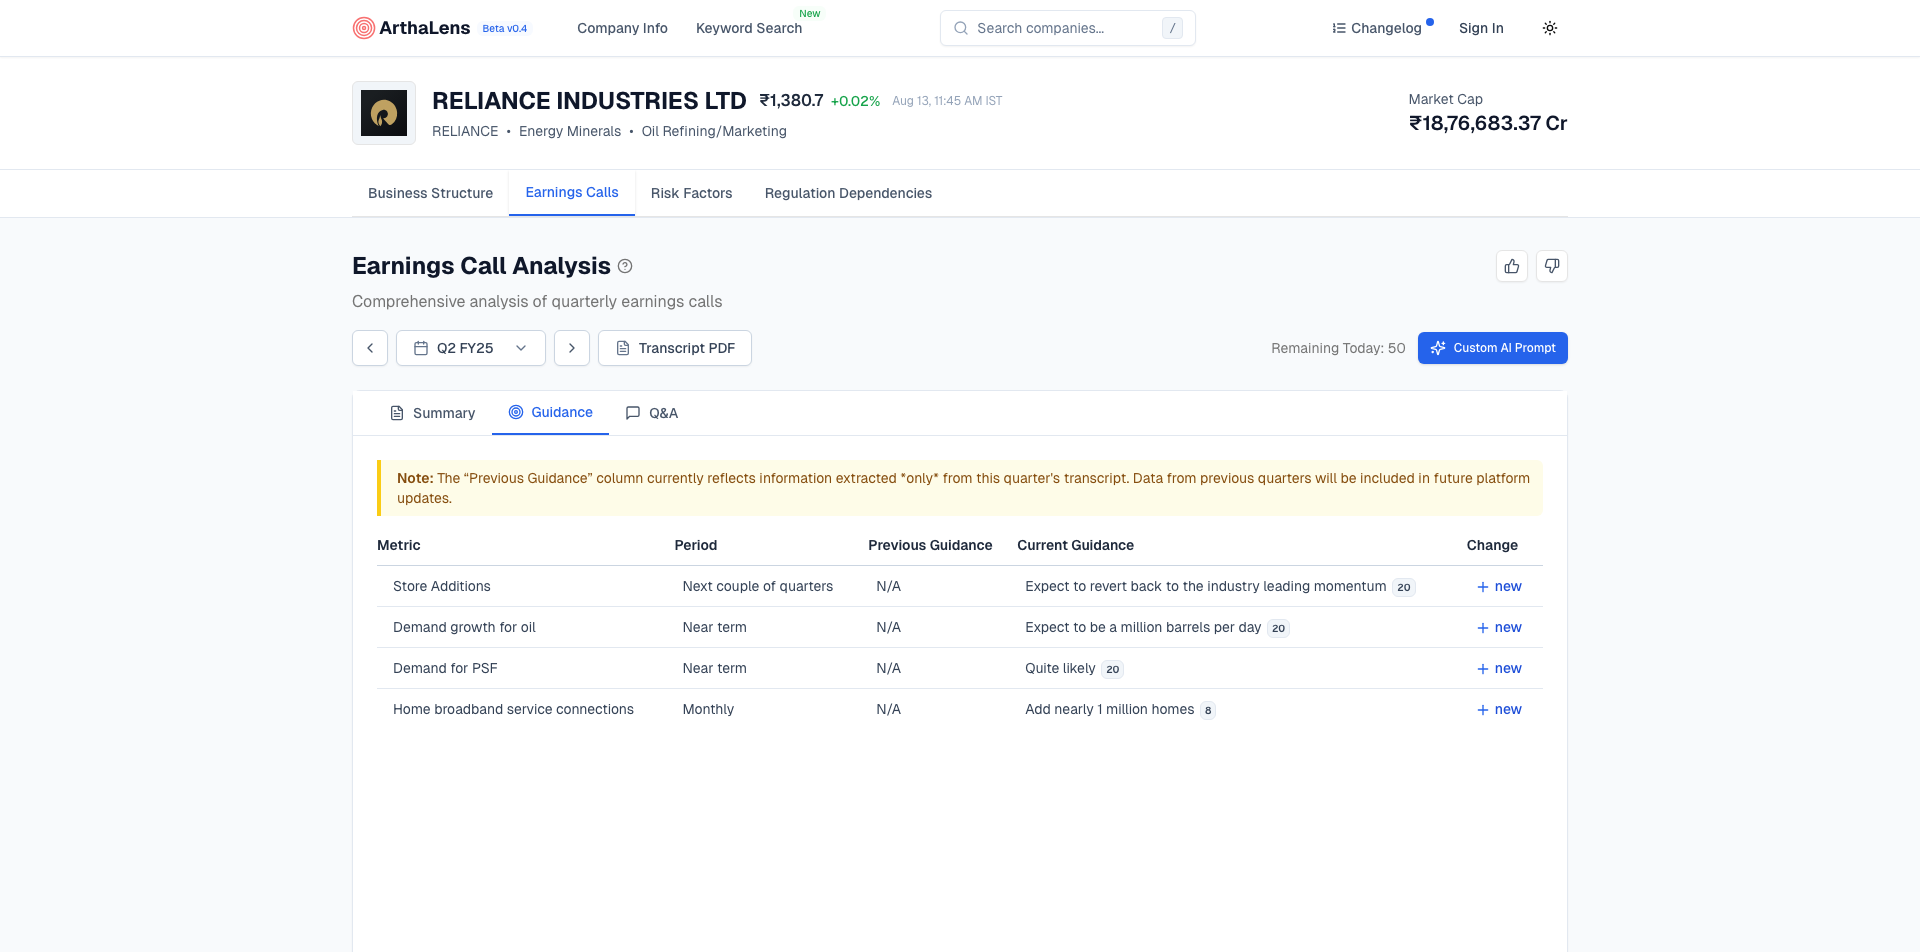 ArthaLens Beta v0.4 Company Info Keyword Search New Search companies... / Changelog Sign In
RELIANCE INDUSTRIES LTD ₹1,380.7 +0.02% Aug 13, 11:45 AM IST
RELIANCE • Energy Minerals • Oil Refining/Marketing
Market Cap
₹18,76,683.37 Cr
Business Structure Earnings Calls Risk Factors Regulation Dependencies
Earnings Call Analysis ?
Comprehensive analysis of quarterly earnings calls
Q2 FY25 Transcript PDF Remaining Today: 50 Custom AI Prompt
Summary Guidance Q&A
Note: The “Previous Guidance” column currently reflects information extracted *only* from this quarter's transcript. Data from previous quarters will be included in future platform
updates.
Metric Period Previous Guidance Current Guidance Change
Store Additions Next couple of quarters N/A Expect to revert back to the industry leading momentum 20 + new
Demand growth for oil Near term N/A Expect to be a million barrels per day 20 + new
Demand for PSF Near term N/A Quite likely 20 + new
Home broadband service connections Monthly N/A Add nearly 1 million homes 8 + new